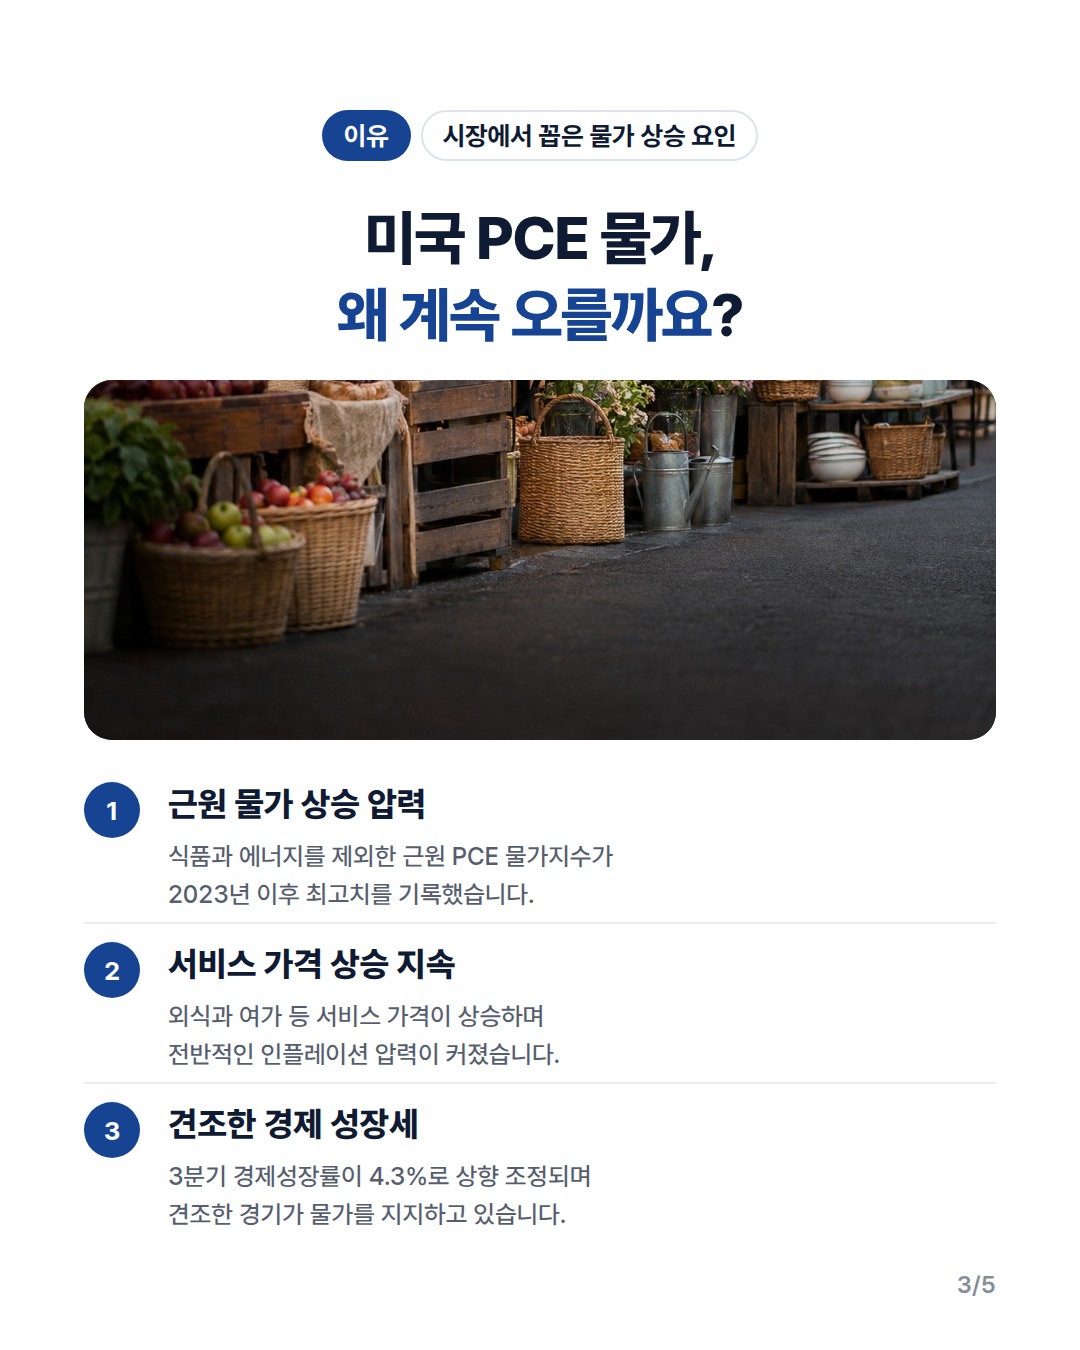 이유
시장에서 꼽은 물가 상승 요인
미국 PCE 물가,
왜 계속 오를까요?
1
근원 물가 상승 압력
식품과 에너지를 제외한 근원 PCE 물가지수가
2023년 이후 최고치를 기록했습니다.
2
서비스 가격 상승 지속
외식과 여가 등 서비스 가격이 상승하며
전반적인 인플레이션 압력이 커졌습니다.
3
견조한 경제 성장세
3분기 경제성장률이 4.3%로 상향 조정되며
견조한 경기가 물가를 지지하고 있습니다.
3/5